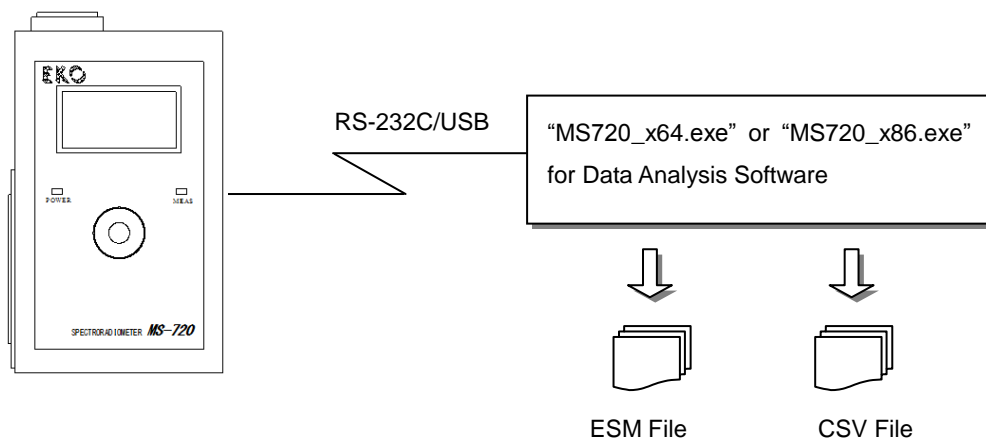 EKO
RS-232C/USB
“MS720_x64.exe” or “MS720_x86.exe”
for Data Analysis Software
POWER
MEAS
SPECTRORADIOMETER MS-720
ESM File
CSV File